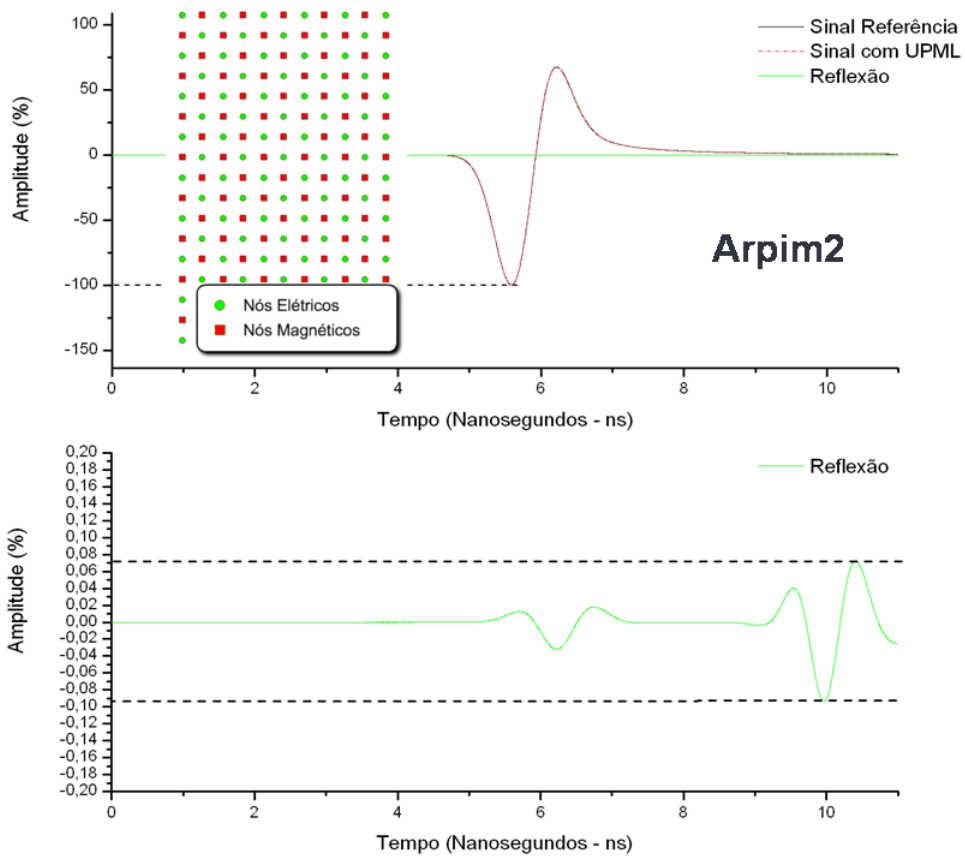 100
50
0
-50
-100
-150
Amplitude (%)
Sinal Referência
Sinal com UPML
Reflexão
Arpim2
Nós Elétricos
Nós Magnéticos
0 2 4 6 8 10
Tempo (Nanosegundos - ns)
0,20
0,18
0,16
0,14
0,12
0,10
0,08
0,06
0,04
0,02
0,00
-0,02
-0,04
-0,06
-0,08
-0,10
-0,12
-0,14
-0,16
-0,18
-0,20
Amplitude (%)
Reflexão
0 2 4 6 8 10
Tempo (Nanosegundos - ns)